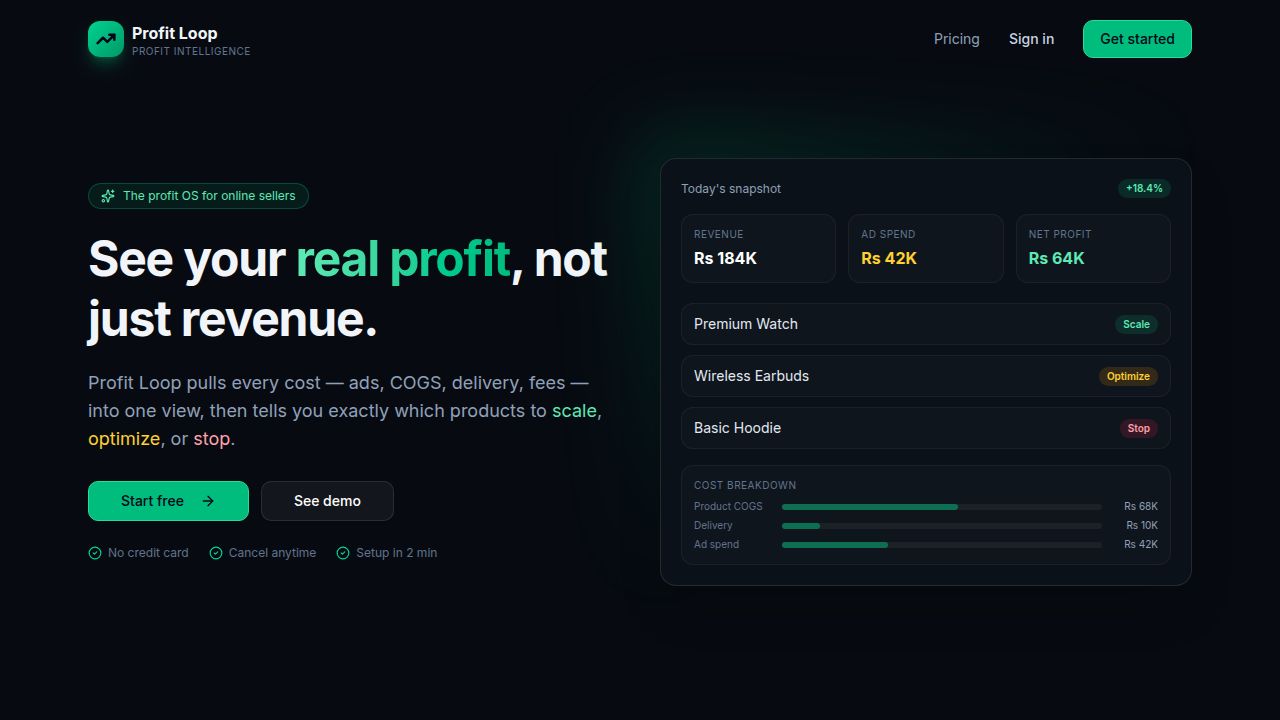 Profit Loop
PROFIT INTELLIGENCE
Pricing
Sign in
Get started
The profit OS for online sellers
See your real profit, not
just revenue.
Profit Loop pulls every cost — ads, COGS, delivery, fees —
into one view, then tells you exactly which products to scale,
optimize, or stop.
Start free
See demo
No credit card
Cancel anytime
Setup in 2 min
Today's snapshot
+18.4%
REVENUE
Rs 184K
AD SPEND
Rs 42K
NET PROFIT
Rs 64K
Premium Watch
Scale
Wireless Earbuds
Optimize
Basic Hoodie
Stop
COST BREAKDOWN
Product COGS
Rs 68K
Delivery
Rs 10K
Ad spend
Rs 42K